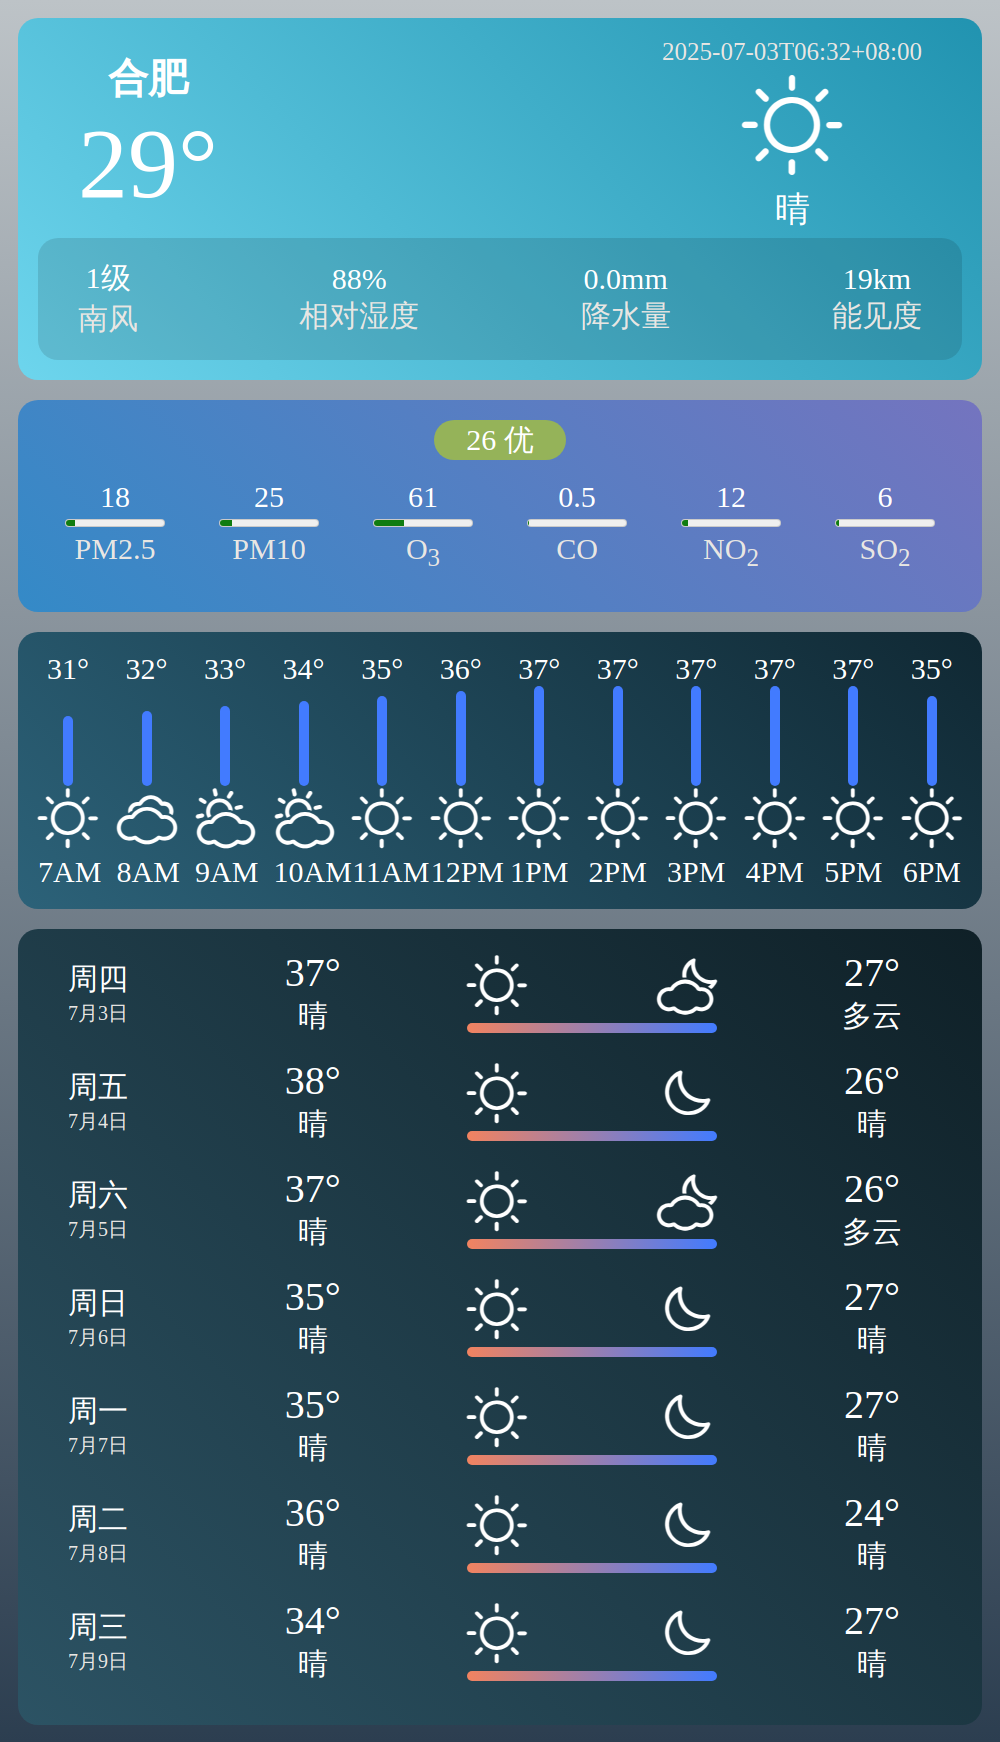 合肥
29°
2025-07-03T06:32+08:00
晴
1级 88% 0.0mm 19km
南风 相对湿度 降水量 能见度
26 优
18 25 61 0.5 12 6
PM2.5 PM10 O3 CO NO2 SO2
31° 32° 33° 34° 35° 36° 37° 37° 37° 37° 37° 35°
7AM 8AM 9AM 10AM 11AM 12PM 1PM 2PM 3PM 4PM 5PM 6PM
周四 37° 27°
7月3日 晴 多云
周五 38° 26°
7月4日 晴 晴
周六 37° 26°
7月5日 晴 多云
周日 35° 27°
7月6日 晴 晴
周一 35° 27°
7月7日 晴 晴
周二 36° 24°
7月8日 晴 晴
周三 34° 27°
7月9日 晴 晴